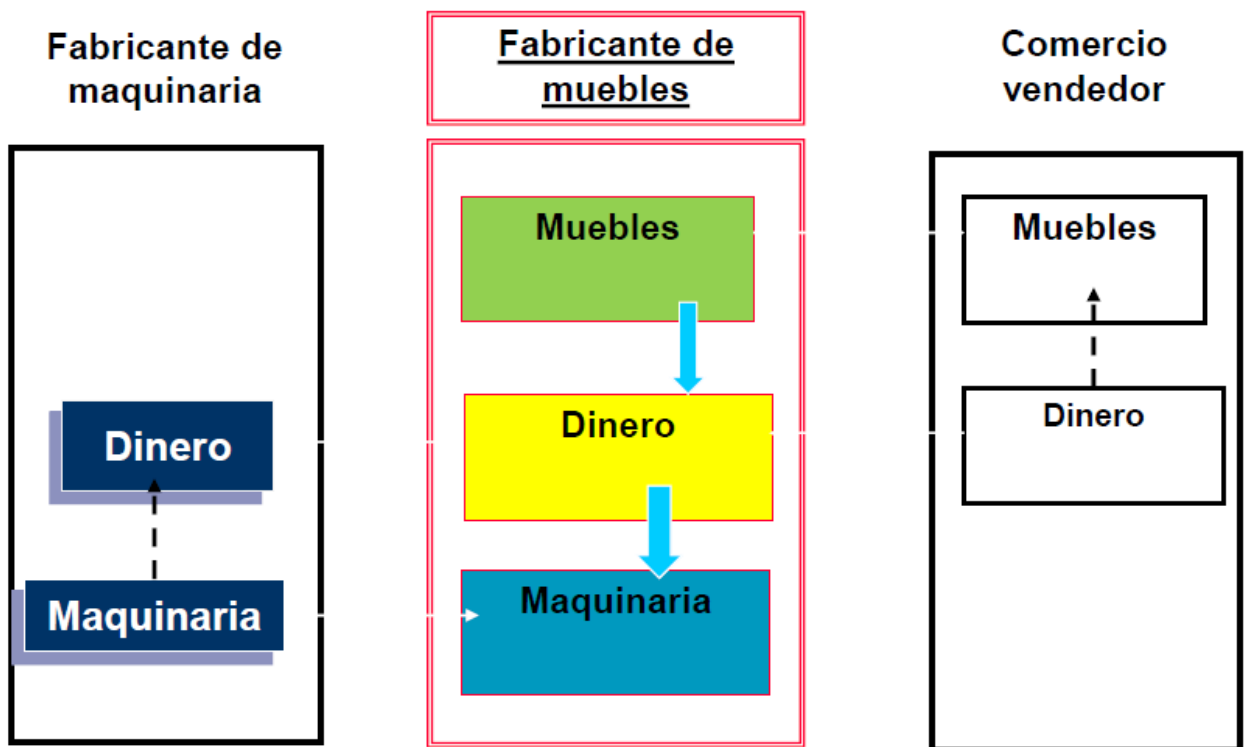 Fabricante de
maquinaria
Fabricante de
muebles
Comercio
vendedor
Dinero
Maquinaria
Muebles
Dinero
Maquinaria
Muebles
Dinero